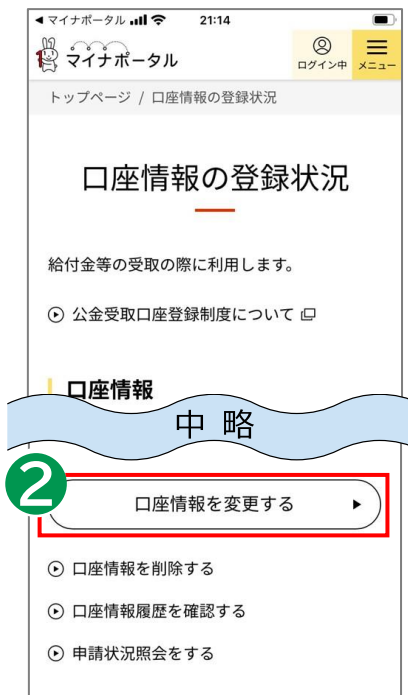 マイナポータル 21:14
マイナポータル
ログイン中 メニュー
トップページ / 口座情報の登録状況
口座情報の登録状況
給付金等の受取の際に利用します。
公金受取口座登録制度について
口座情報
中 略
2
口座情報を変更する
口座情報を削除する
口座情報履歴を確認する
申請状況照会をする